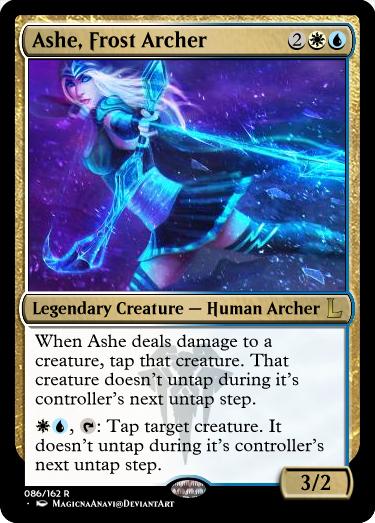 Ashe, Frost Archer 2
Legendary Creature — Human Archer L
When Ashe deals damage to a
creature, tap that creature. That
creature doesn't untap during it's
controller's next untap step.
, : Tap target creature. It
doesn't untap during it's controller's
next untap step.
3/2
086/162 R
· MagicnaAnavi@DeviantArt